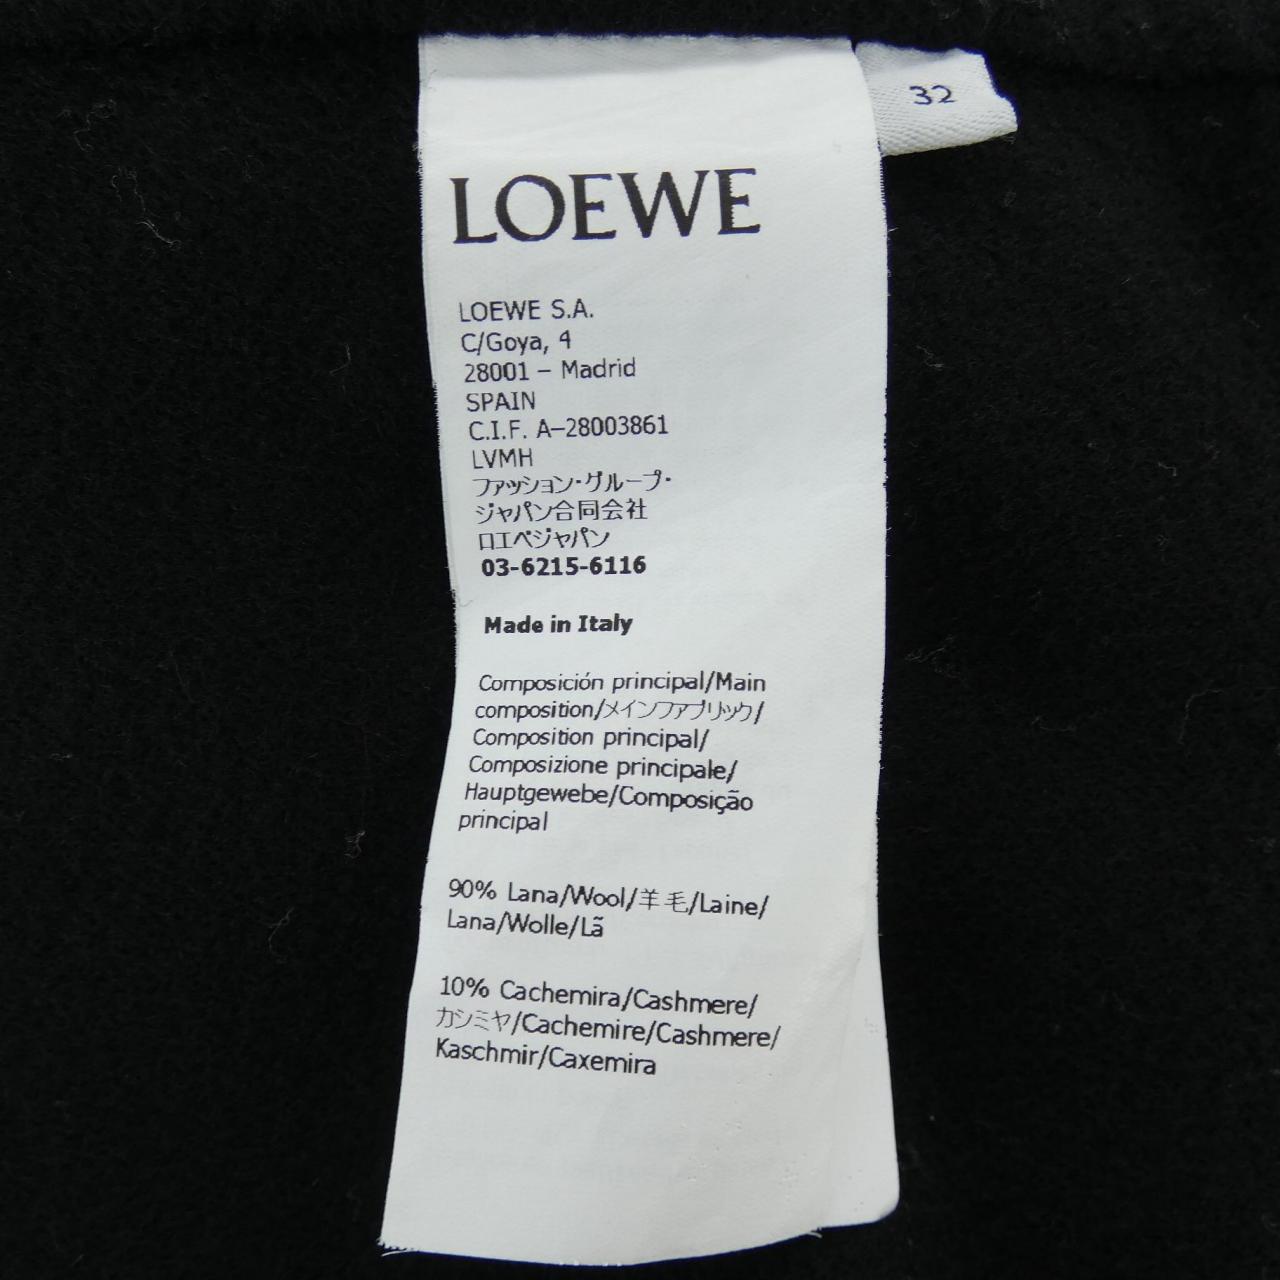 32
LOEWE
LOEWE S.A.
C/Goya, 4
28001 – Madrid
SPAIN
C.I.F. A–28003861
LVMH
ファッション・グループ・
ジャパン合同会社
ロエベジャパン
03-6215-6116
Made in Italy
Composición principal/Main
composition/メインファブリック/
Composition principal/
Composizione principale/
Hauptgewebe/Composição
principal
90% Lana/Wool/羊毛/Laine/
Lana/Wolle/Lã
10% Cachemira/Cashmere/
カシミヤ/Cachemire/Cashmere/
Kaschmir/Caxemira